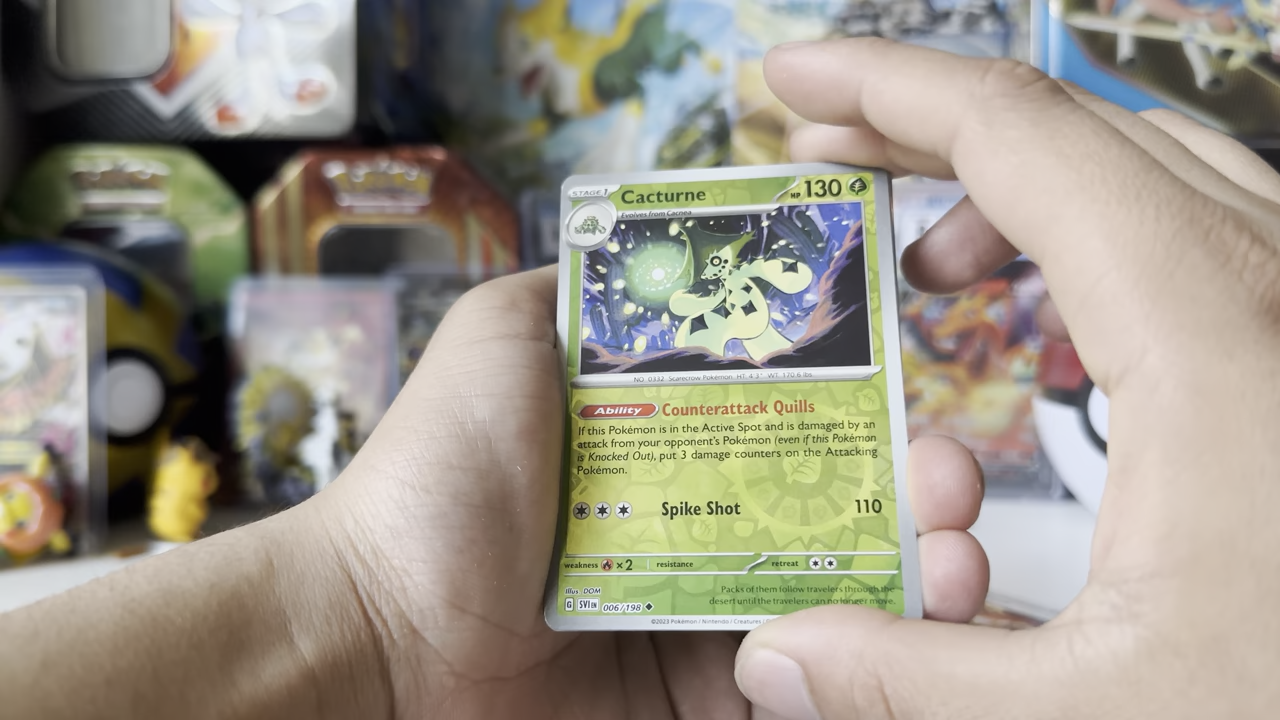 STAGE 1 Cacturne HP 130
Evolves from Cacnea
NO. 0332 Scarecrow Pokémon HT: 4'3" WT: 170.6 lbs
Ability Counterattack Quills
If this Pokémon is in the Active Spot and is damaged by an
attack from your opponent's Pokémon (even if this Pokémon
is Knocked Out), put 3 damage counters on the Attacking
Pokémon.
Spike Shot 110
weakness ×2 resistance retreat
Illus. DOM
G SVI EN 006/198
Packs of them follow travelers through the
desert until the travelers can no longer move.
©2023 Pokémon / Nintendo / Creatures /